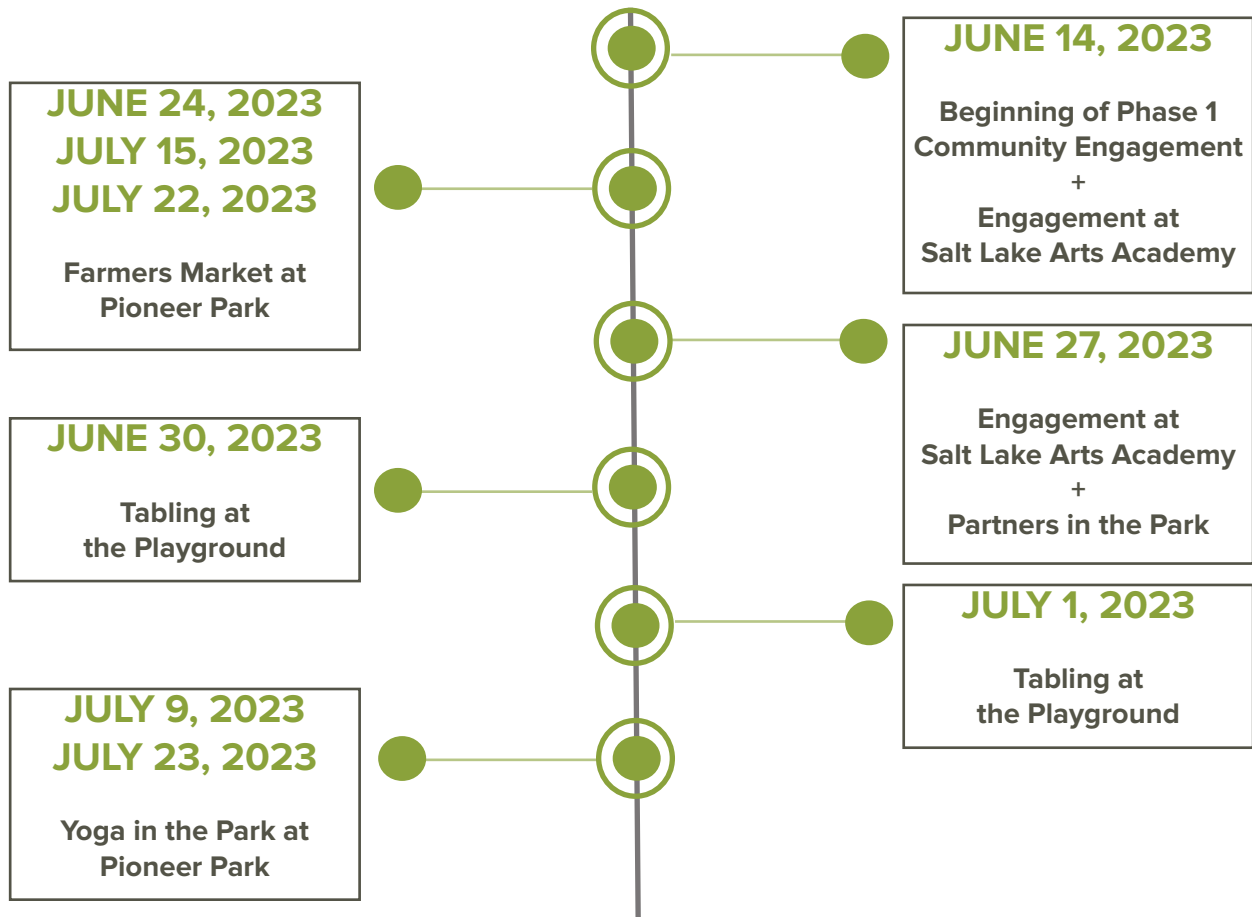 JUNE 14, 2023
Beginning of Phase 1
Community Engagement
+
Engagement at
Salt Lake Arts Academy
JUNE 24, 2023
JULY 15, 2023
JULY 22, 2023
Farmers Market at
Pioneer Park
JUNE 27, 2023
Engagement at
Salt Lake Arts Academy
+
Partners in the Park
JUNE 30, 2023
Tabling at
the Playground
JULY 1, 2023
Tabling at
the Playground
JULY 9, 2023
JULY 23, 2023
Yoga in the Park at
Pioneer Park